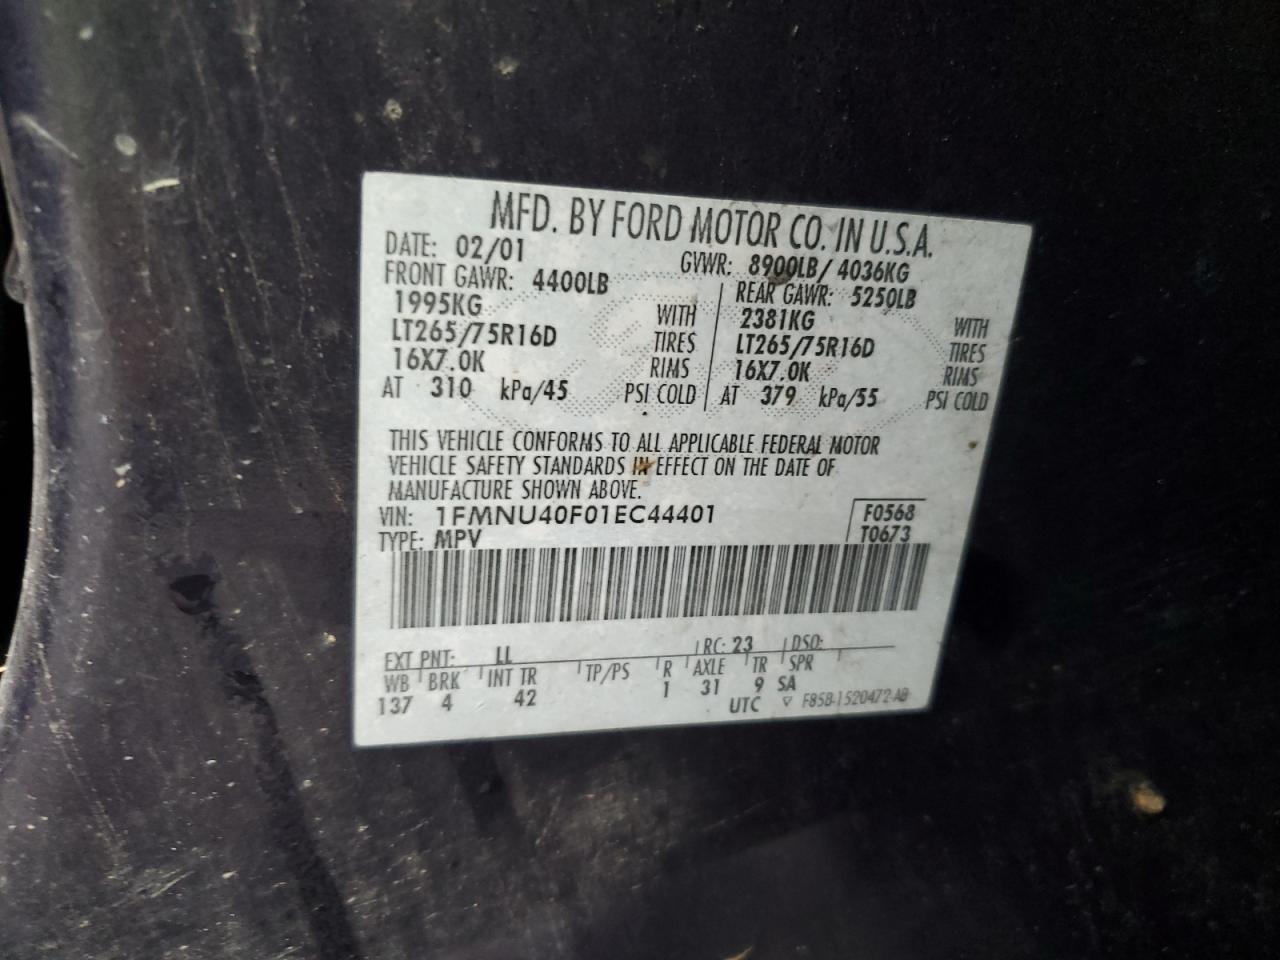 MFD. BY FORD MOTOR CO. IN U.S.A.
DATE: 02/01 GVWR: 8900LB/ 4036KG
FRONT GAWR: 4400LB REAR GAWR: 5250LB
1995KG WITH 2381KG WITH
LT265/75R16D TIRES LT265/75R16D TIRES
16X7.0K RIMS 16X7.0K RIMS
AT 310 kPa/45 PSI COLD AT 379 kPa/55 PSI COLD
THIS VEHICLE CONFORMS TO ALL APPLICABLE FEDERAL MOTOR
VEHICLE SAFETY STANDARDS IN EFFECT ON THE DATE OF
MANUFACTURE SHOWN ABOVE.
VIN: 1FMNU40F01EC44401 F0568
TYPE: MPV T0673
EXT PNT: LL RC: 23 DSO:
WB BRK INT TR TP/PS R AXLE TR SPR
137 4 42 1 31 9 SA
UTC ▽ F85B-1520472-AB